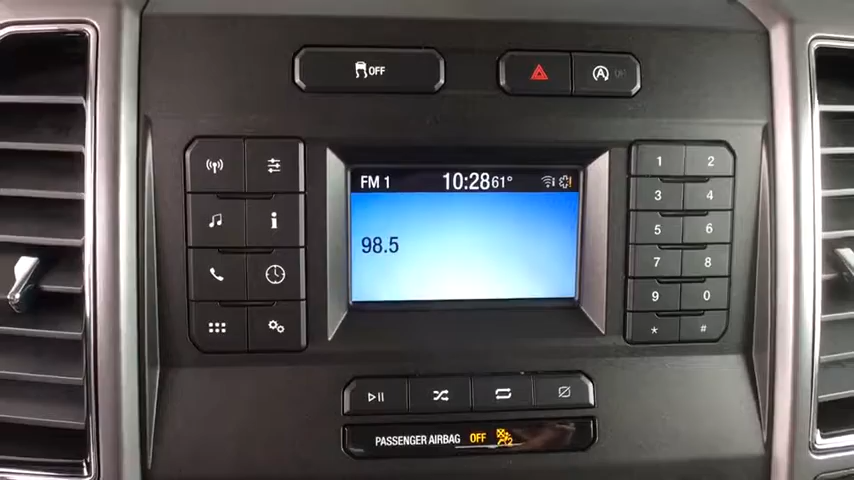 OFF
A OFF
FM 1 10:28 61°
98.5
i
1 2
3 4
5 6
7 8
9 0
* #
PASSENGER AIRBAG OFF